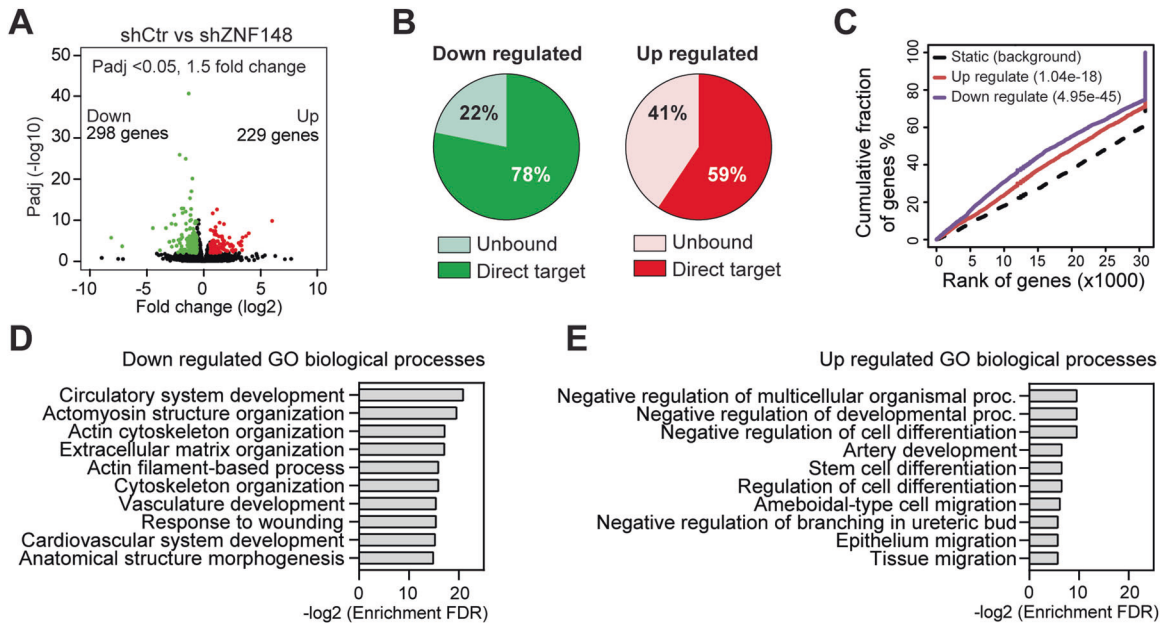 A
shCtr vs shZNF148
50
40
30
20
10
0
Padj (-log10)
Padj <0.05, 1.5 fold change
Down
298 genes
Up
229 genes
-10
-5
0
5
10
Fold change (log2)
B
Down regulated
22%
78%
Unbound
Direct target
Up regulated
41%
59%
Unbound
Direct target
C
Cumulative fraction
of genes %
100
80
60
40
20
0
Static (background)
Up regulate (1.04e-18)
Down regulate (4.95e-45)
0
5
10
15
20
25
30
Rank of genes (x1000)
D
Down regulated GO biological processes
Circulatory system development
Actomyosin structure organization
Actin cytoskeleton organization
Extracellular matrix organization
Actin filament-based process
Cytoskeleton organization
Vasculature development
Response to wounding
Cardiovascular system development
Anatomical structure morphogenesis
0
10
20
-log2 (Enrichment FDR)
E
Up regulated GO biological processes
Negative regulation of multicellular organismal proc.
Negative regulation of developmental proc.
Negative regulation of cell differentiation
Artery development
Stem cell differentiation
Regulation of cell differentiation
Ameboidal-type cell migration
Negative regulation of branching in ureteric bud
Epithelium migration
Tissue migration
0
10
20
-log2 (Enrichment FDR)